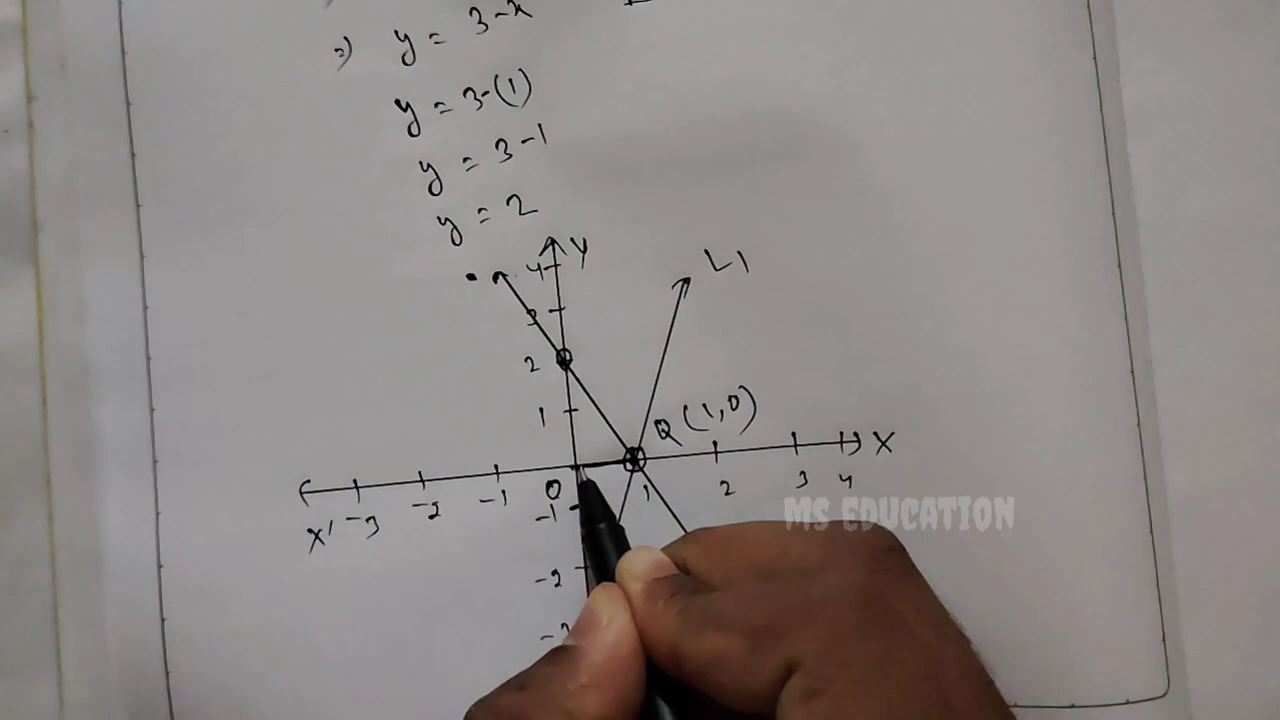 =) y = 3-x
y = 3-(1)
y = 3-1
y = 2
Y
4
L1
3
2
1
Q (1,0)
X
0 1 2 3 4
X' -3 -2 -1
-1
MS EDUCATION
-2